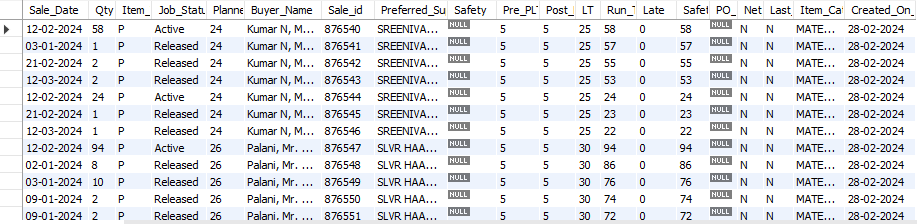 Sale_Date Qty Item_ Job_Statu Planne Buyer_Name Sale_id Preferred_Su Safety Pre_PLT Post_ LT Run_T Late Safet PO_ Net Last_ Item_Cat Created_On_
12-02-2024 58 P Active 24 Kumar N, M... 876540 SREENIVA... NULL 5 5 25 58 0 58 NULL N N MATE... 28-02-2024
03-01-2024 1 P Released 24 Kumar N, M... 876541 SREENIVA... NULL 5 5 25 57 0 57 NULL N N MATE... 28-02-2024
21-02-2024 2 P Released 24 Kumar N, M... 876542 SREENIVA... NULL 5 5 25 55 0 55 NULL N N MATE... 28-02-2024
12-03-2024 2 P Released 24 Kumar N, M... 876543 SREENIVA... NULL 5 5 25 53 0 53 NULL N N MATE... 28-02-2024
12-02-2024 24 P Active 24 Kumar N, M... 876544 SREENIVA... NULL 5 5 25 24 0 24 NULL N N MATE... 28-02-2024
21-02-2024 1 P Released 24 Kumar N, M... 876545 SREENIVA... NULL 5 5 25 23 0 23 NULL N N MATE... 28-02-2024
12-03-2024 1 P Released 24 Kumar N, M... 876546 SREENIVA... NULL 5 5 25 22 0 22 NULL N N MATE... 28-02-2024
12-02-2024 94 P Active 26 Palani, Mr. ... 876547 SLVR HAA... NULL 5 5 30 94 0 94 NULL N N MATE... 28-02-2024
02-01-2024 8 P Released 26 Palani, Mr. ... 876548 SLVR HAA... NULL 5 5 30 86 0 86 NULL N N MATE... 28-02-2024
03-01-2024 10 P Released 26 Palani, Mr. ... 876549 SLVR HAA... NULL 5 5 30 76 0 76 NULL N N MATE... 28-02-2024
09-01-2024 2 P Released 26 Palani, Mr. ... 876550 SLVR HAA... NULL 5 5 30 74 0 74 NULL N N MATE... 28-02-2024
09-01-2024 2 P Released 26 Palani, Mr. ... 876551 SLVR HAA... NULL 5 5 30 72 0 72 NULL N N MATE... 28-02-2024